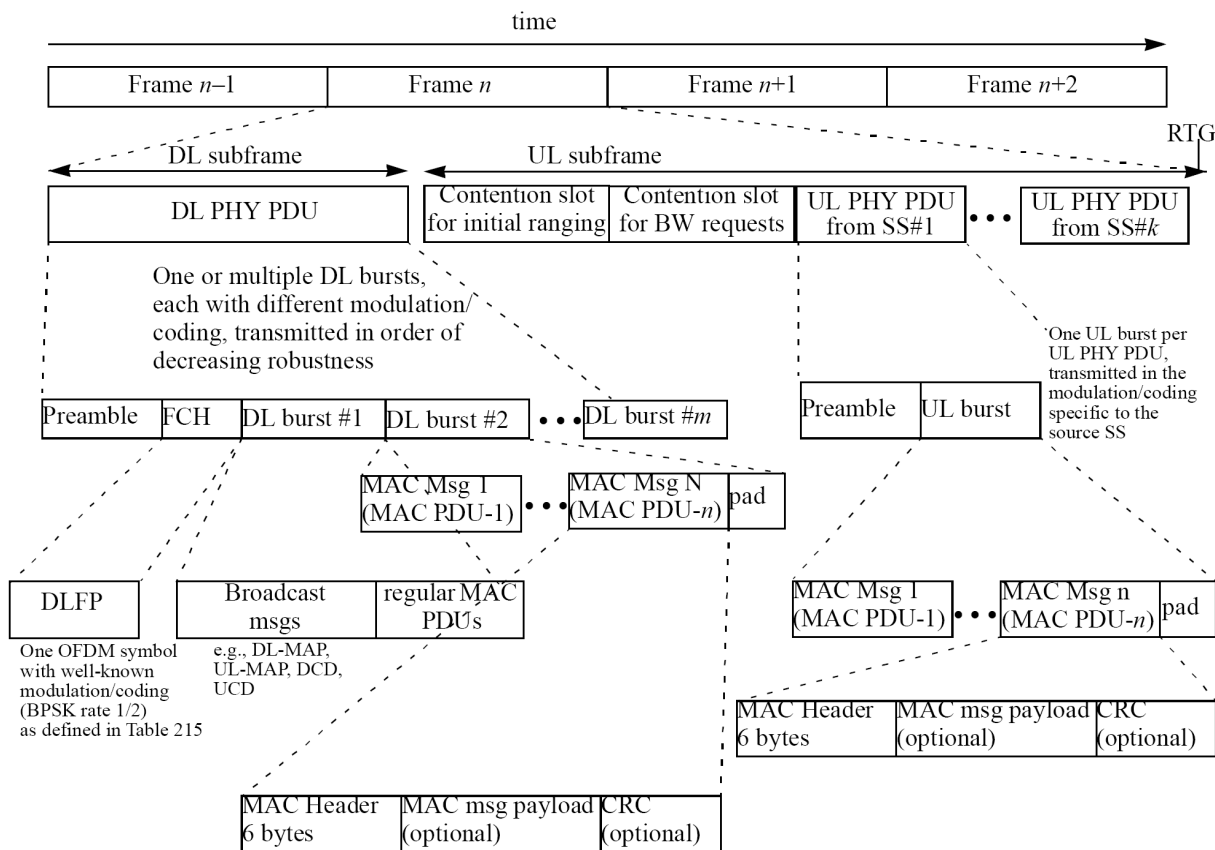 time
Frame n–1
Frame n
Frame n+1
Frame n+2
RTG
DL subframe
UL subframe
DL PHY PDU
Contention slot
for initial ranging
Contention slot
for BW requests
UL PHY PDU
from SS#1
•••
UL PHY PDU
from SS#k
One or multiple DL bursts,
each with different modulation/
coding, transmitted in order of
decreasing robustness
One UL burst per
UL PHY PDU,
transmitted in the
modulation/coding
specific to the
source SS
Preamble
FCH
DL burst #1
DL burst #2
•••
DL burst #m
Preamble
UL burst
MAC Msg 1
(MAC PDU-1)
•••
MAC Msg N
(MAC PDU-n)
pad
DLFP
Broadcast
msgs
regular MAC
PDUs
MAC Msg 1
(MAC PDU-1)
•••
MAC Msg n
(MAC PDU-n)
pad
One OFDM symbol
with well-known
modulation/coding
(BPSK rate 1/2)
as defined in Table 215
e.g., DL-MAP,
UL-MAP, DCD,
UCD
MAC Header
6 bytes
MAC msg payload
(optional)
CRC
(optional)
MAC Header
6 bytes
MAC msg payload
(optional)
CRC
(optional)